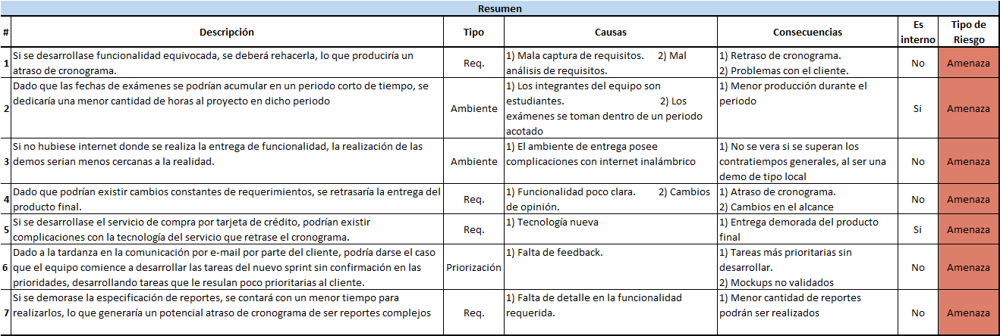 Resumen
# Descripción Tipo Causas Consecuencias Es interno Tipo de Riesgo
1 Si se desarrollase funcionalidad equivocada, se deberá rehacerla, lo que produciría un
atraso de cronograma.
Req.
1) Mala captura de requisitos. 2) Mal
análisis de requisitos.
1) Retraso de cronograma.
2) Problemas con el cliente.
No
Amenaza
2 Dado que las fechas de exámenes se podrían acumular en un periodo corto de tiempo, se
dedicaría una menor cantidad de horas al proyecto en dicho periodo
Ambiente
1) Los integrantes del equipo son
estudiantes. 2) Los
exámenes se toman dentro de un periodo
acotado
1) Menor producción durante el
periodo
Si
Amenaza
3 Si no hubiese internet donde se realiza la entrega de funcionalidad, la realización de las
demos serian menos cercanas a la realidad.
Ambiente
1) El ambiente de entrega posee
complicaciones con internet inalámbrico
1) No se vera si se superan los
contratiempos generales, al ser una
demo de tipo local
No
Amenaza
4 Dado que podrían existir cambios constantes de requerimientos, se retrasaría la entrega del
producto final.
Req.
1) Funcionalidad poco clara. 2) Cambios
de opinión.
1) Atraso de cronograma.
2) Cambios en el alcance
No
Amenaza
5 Si se desarrollase el servicio de compra por tarjeta de crédito, podrían existir
complicaciones con la tecnología del servicio que retrase el cronograma.
Req.
1) Tecnología nueva
1) Entrega demorada del producto
final
Si
Amenaza
6 Dado a la tardanza en la comunicación por e-mail por parte del cliente, podría darse el caso
que el equipo comience a desarrollar las tareas del nuevo sprint sin confirmación en las
prioridades, desarrollando tareas que le resulan poco prioritarias al cliente.
Priorización
1) Falta de feedback.
1) Tareas más prioritarias sin
desarrollar.
2) Mockups no validados
No
Amenaza
7 Si se demorase la especificación de reportes, se contará con un menor tiempo para
realizarlos, lo que generaría un potencial atraso de cronograma de ser reportes complejos
Req.
1) Falta de detalle en la funcionalidad
requerida.
1) Menor cantidad de reportes
podrán ser realizados
No
Amenaza